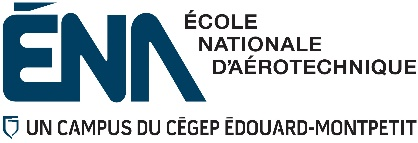 ÉNA
ÉCOLE
NATIONALE
D'AÉROTECHNIQUE
UN CAMPUS DU CÉGEP ÉDOUARD-MONTPETIT